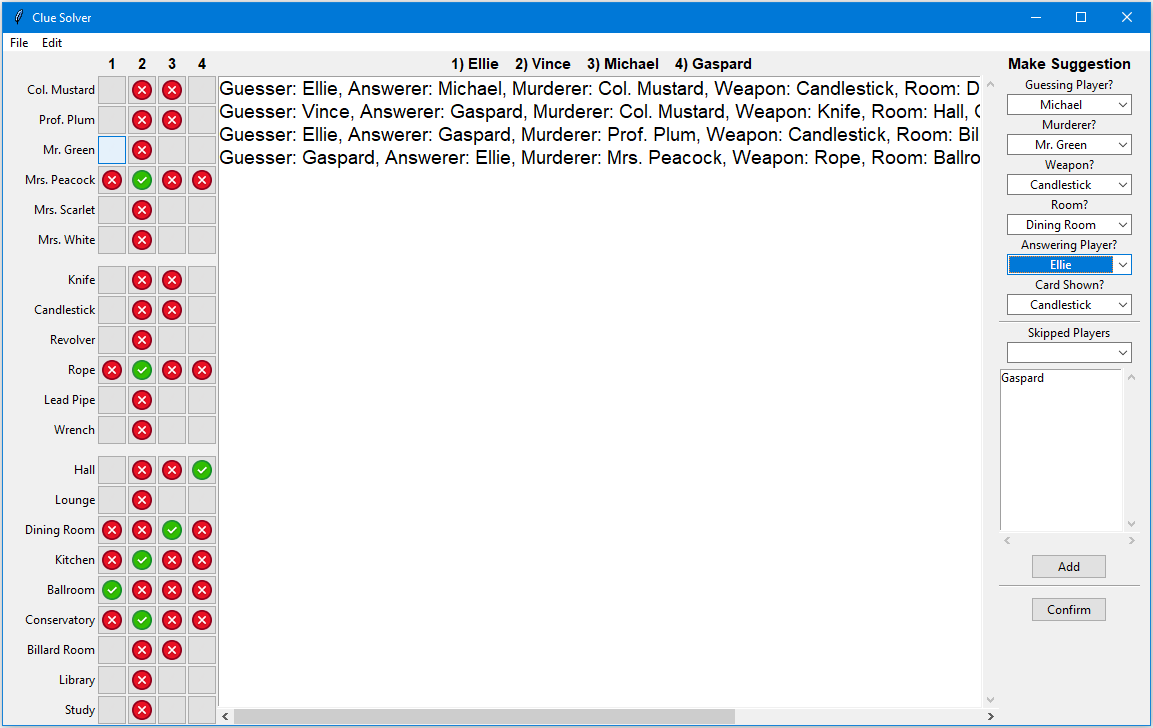 Clue Solver
File Edit
1 2 3 4
1) Ellie 2) Vince 3) Michael 4) Gaspard
Make Suggestion
Col. Mustard
Prof. Plum
Mr. Green
Mrs. Peacock
Mrs. Scarlet
Mrs. White
Knife
Candlestick
Revolver
Rope
Lead Pipe
Wrench
Hall
Lounge
Dining Room
Kitchen
Ballroom
Conservatory
Billard Room
Library
Study
Guesser: Ellie, Answerer: Michael, Murderer: Col. Mustard, Weapon: Candlestick, Room: D
Guesser: Vince, Answerer: Gaspard, Murderer: Col. Mustard, Weapon: Knife, Room: Hall, C
Guesser: Ellie, Answerer: Gaspard, Murderer: Prof. Plum, Weapon: Candlestick, Room: Bil
Guesser: Gaspard, Answerer: Ellie, Murderer: Mrs. Peacock, Weapon: Rope, Room: Ballro
Guessing Player?
Michael
Murderer?
Mr. Green
Weapon?
Candlestick
Room?
Dining Room
Answering Player?
Ellie
Card Shown?
Candlestick
Skipped Players
Gaspard
Add
Confirm